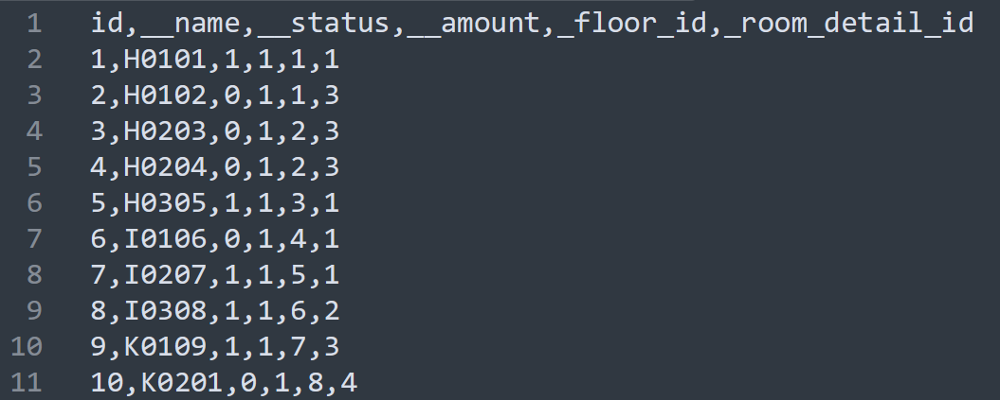 1 id,__name,__status,__amount,_floor_id,_room_detail_id
2 1,H0101,1,1,1,1
3 2,H0102,0,1,1,3
4 3,H0203,0,1,2,3
5 4,H0204,0,1,2,3
6 5,H0305,1,1,3,1
7 6,I0106,0,1,4,1
8 7,I0207,1,1,5,1
9 8,I0308,1,1,6,2
10 9,K0109,1,1,7,3
11 10,K0201,0,1,8,4